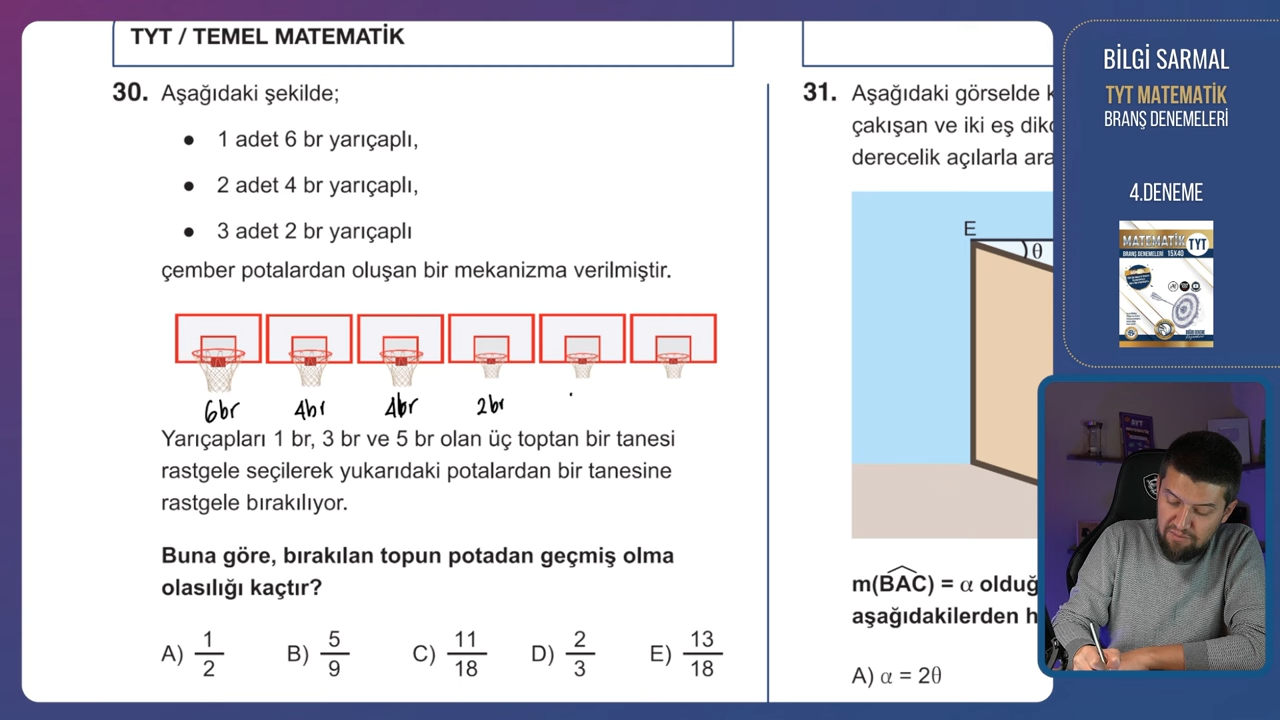 TYT / TEMEL MATEMATİK
30. Aşağıdaki şekilde;
● 1 adet 6 br yarıçaplı,
● 2 adet 4 br yarıçaplı,
● 3 adet 2 br yarıçaplı
çember potalardan oluşan bir mekanizma verilmiştir.
6br 4br 4br 2br
Yarıçapları 1 br, 3 br ve 5 br olan üç toptan bir tanesi
rastgele seçilerek yukarıdaki potalardan bir tanesine
rastgele bırakılıyor.
Buna göre, bırakılan topun potadan geçmiş olma
olasılığı kaçtır?
A) 1/2 B) 5/9 C) 11/18 D) 2/3 E) 13/18
31. Aşağıdaki görselde k
çakışan ve iki eş dikd
derecelik açılarla ara
E
θ
m(BAC) = α olduğ
aşağıdakilerden h
A) α = 2θ
BİLGİ SARMAL
TYT MATEMATİK
BRANŞ DENEMELERİ
4.DENEME
MATEMATİK TYT
BRANŞ DENEMELERİ 15X40